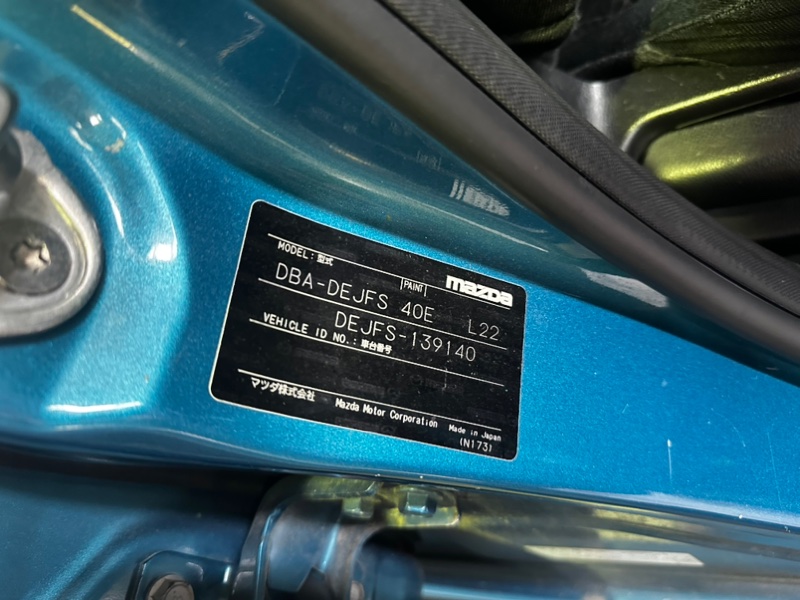 MODEL: 型式
PAINT
mazda
DBA-DEJFS 40E L22
DEJFS-139140
VEHICLE ID NO.: 車台番号
マツダ株式会社 Mazda Motor Corporation Made in Japan
(N173)